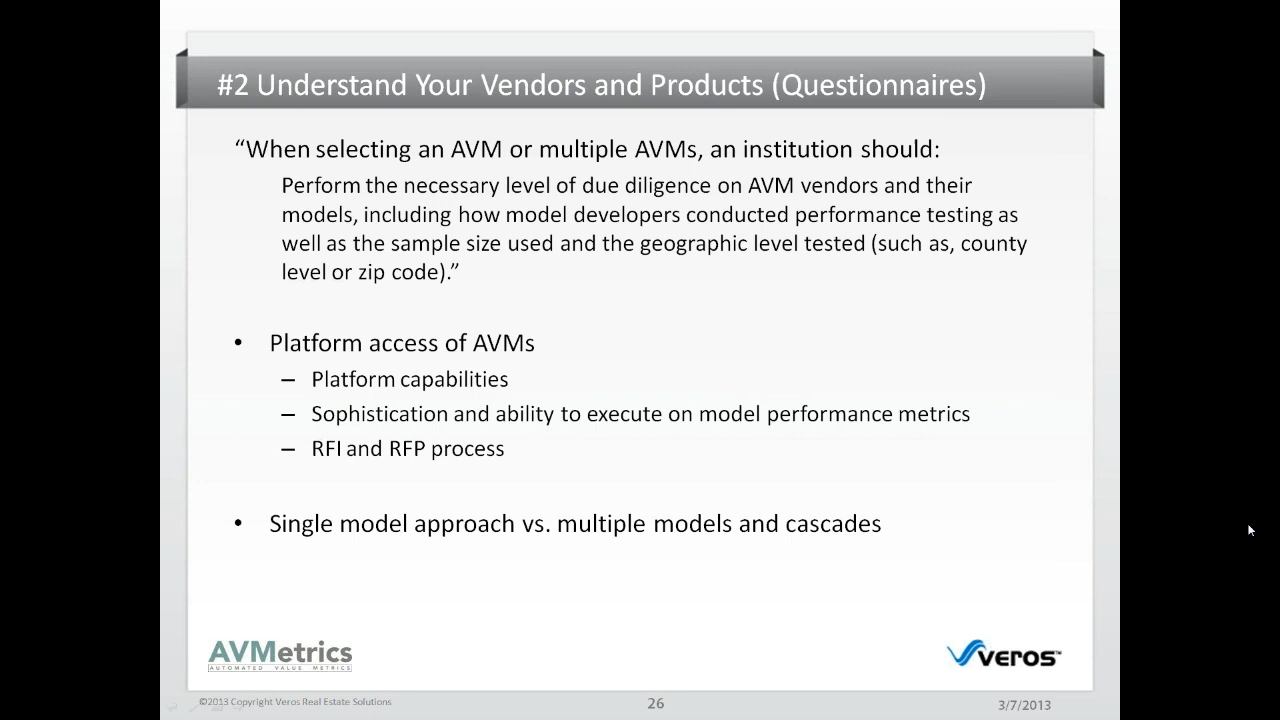 #2 Understand Your Vendors and Products (Questionnaires)
“When selecting an AVM or multiple AVMs, an institution should:
Perform the necessary level of due diligence on AVM vendors and their
models, including how model developers conducted performance testing as
well as the sample size used and the geographic level tested (such as, county
level or zip code).”
• Platform access of AVMs
– Platform capabilities
– Sophistication and ability to execute on model performance metrics
– RFI and RFP process
• Single model approach vs. multiple models and cascades
AVMetrics
AUTOMATED VALUE METRICS
VEROS™
©2013 Copyright Veros Real Estate Solutions
26
3/7/2013